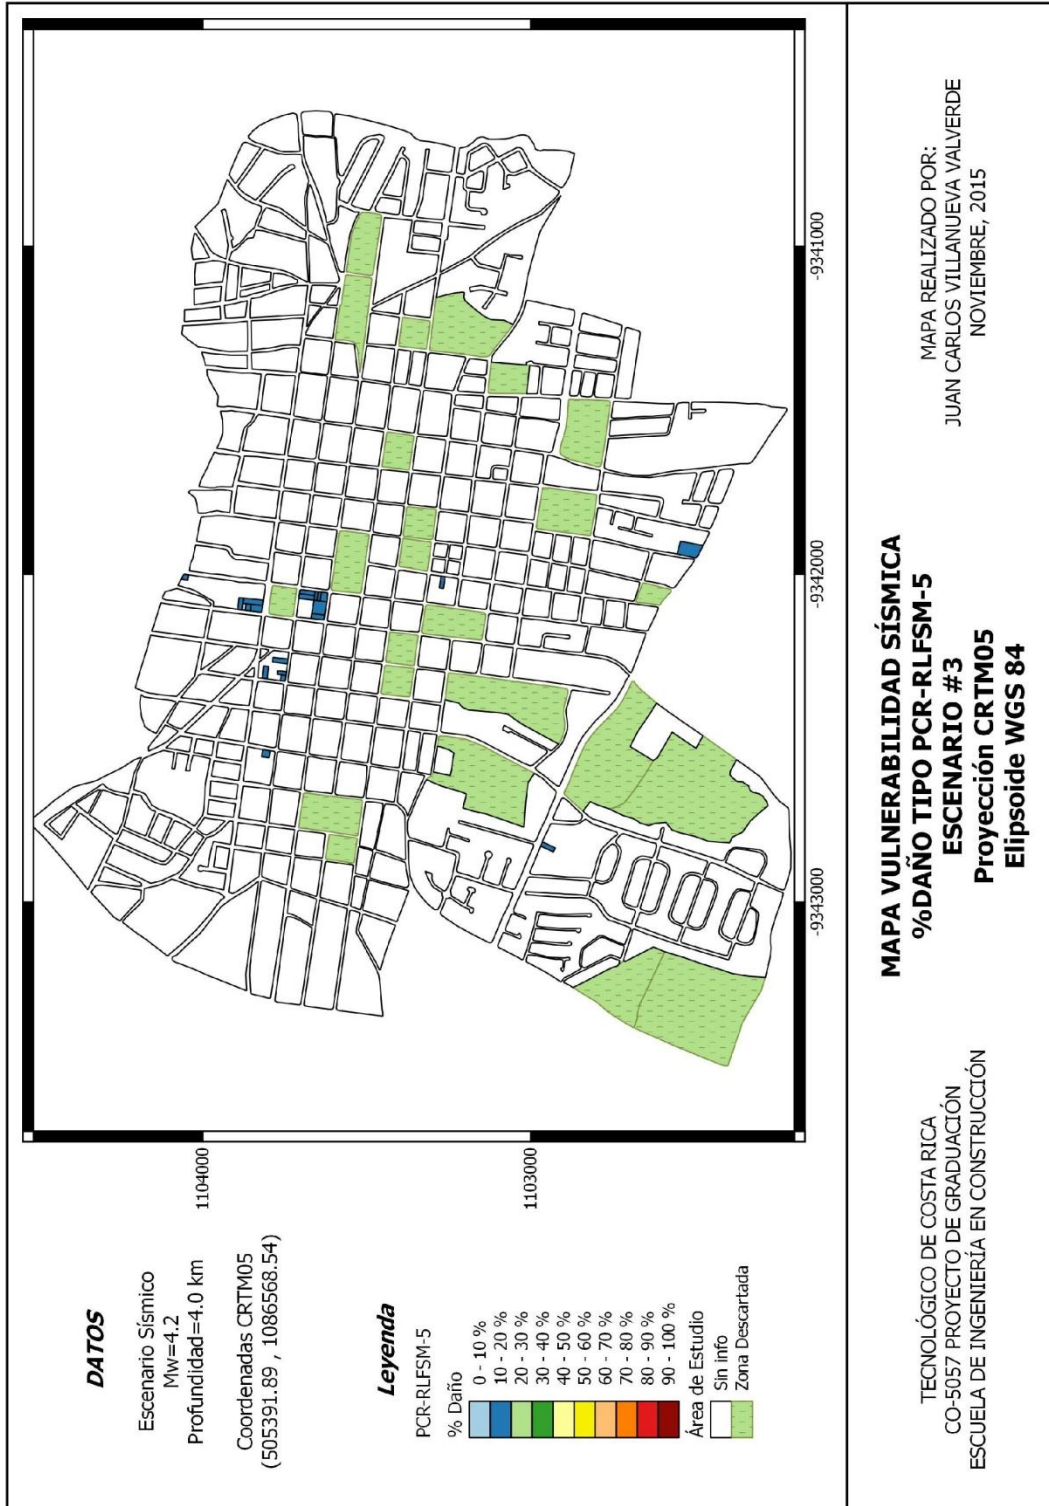 DATOS
Escenario Sísmico
Mw=4.2
Profundidad=4.0 km
Coordenadas CRTM05
(505391.89 , 1086568.54)
Leyenda
PCR-RLFSM-5
% Daño
0 - 10 %
10 - 20 %
20 - 30 %
30 - 40 %
40 - 50 %
50 - 60 %
60 - 70 %
70 - 80 %
80 - 90 %
90 - 100 %
Área de Estudio
Sin info
Zona Descartada
1104000
1103000
-9343000
-9342000
-9341000
TECNOLÓGICO DE COSTA RICA
CO-5057 PROYECTO DE GRADUACIÓN
ESCUELA DE INGENIERÍA EN CONSTRUCCIÓN
MAPA VULNERABILIDAD SÍSMICA
%DAÑO TIPO PCR-RLFSM-5
ESCENARIO #3
Proyección CRTM05
Elipsoide WGS 84
MAPA REALIZADO POR:
JUAN CARLOS VILLANUEVA VALVERDE
NOVIEMBRE, 2015